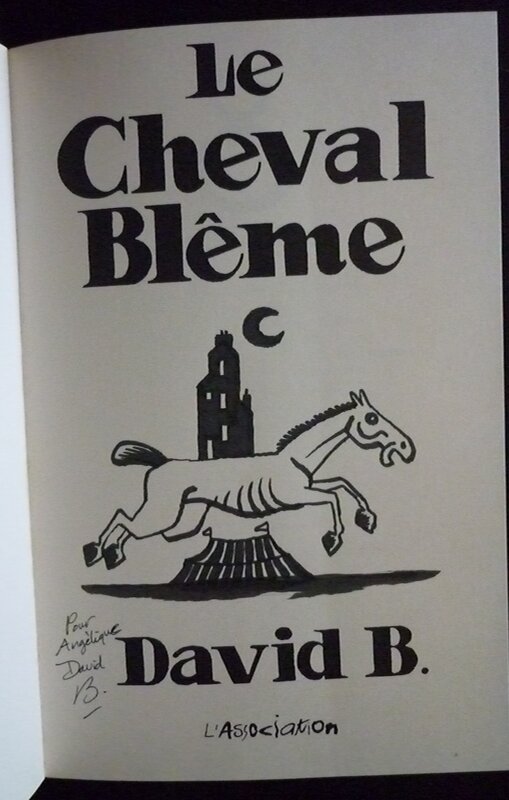 Le
Cheval
Blême
Pour
Angélique
David
B.
David B.
L'Association